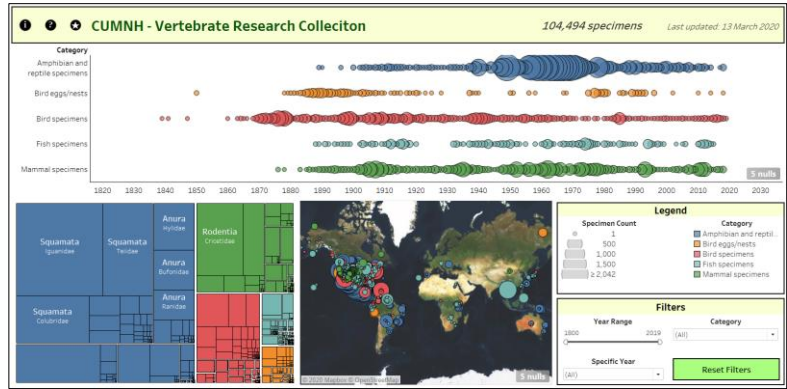 CUMNH - Vertebrate Research Colleciton
104,494 specimens
Last updated: 13 March 2020
Category
Amphibian and
reptile specimens
Bird eggs/nests
Bird specimens
Fish specimens
Mammal specimens
5 nulls
1820 1830 1840 1850 1860 1870 1880 1890 1900 1910 1920 1930 1940 1950 1960 1970 1980 1990 2000 2010 2020 2030
Squamata
Iguanidae
Squamata
Teiidae
Anura
Hylidae
Anura
Bufonidae
Squamata
Colubridae
Anura
Ranidae
Rodentia
Cricetidae
© 2020 Mapbox © OpenStreetMap
5 nulls
Legend
Specimen Count
1
500
1,000
1,500
≥ 2,042
Category
Amphibian and reptil..
Bird eggs/nests
Bird specimens
Fish specimens
Mammal specimens
Filters
Year Range
1800 2019
Category
(All)
Specific Year
(All)
Reset Filters